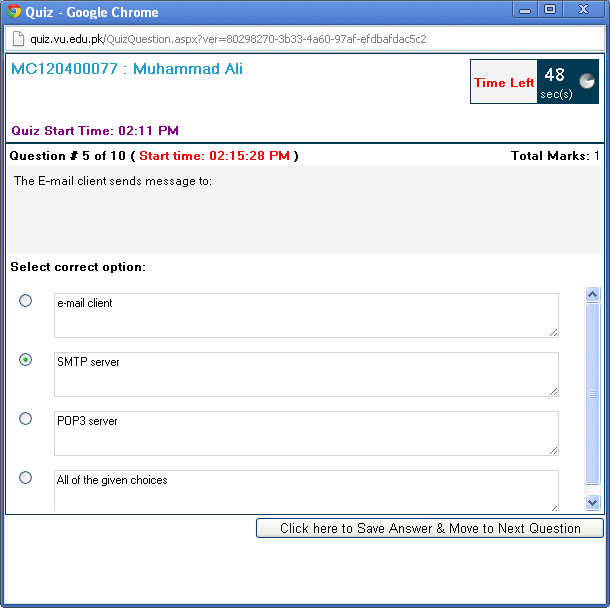 Quiz - Google Chrome
quiz.vu.edu.pk/QuizQuestion.aspx?ver=80298270-3b33-4a60-97af-efdbafdac5c2
MC120400077 : Muhammad Ali
Time Left 48 sec(s)
Quiz Start Time: 02:11 PM
Question # 5 of 10 ( Start time: 02:15:28 PM ) Total Marks: 1
The E-mail client sends message to:
Select correct option:
e-mail client
SMTP server
POP3 server
All of the given choices
Click here to Save Answer & Move to Next Question